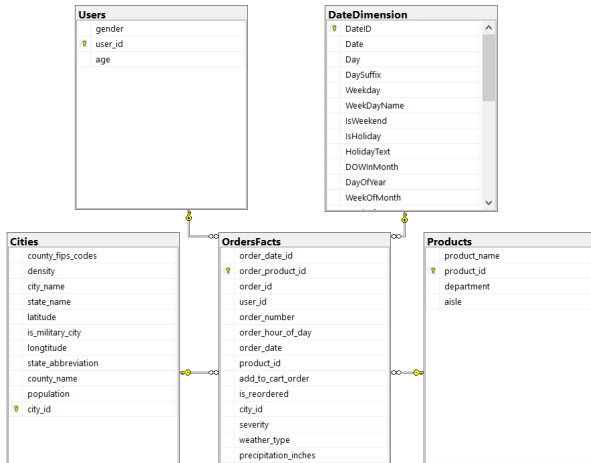 Users
gender
user_id
age
DateDimension
DateID
Date
Day
DaySuffix
Weekday
WeekDayName
IsWeekend
IsHoliday
HolidayText
DOWInMonth
DayOfYear
WeekOfMonth
Cities
county_fips_codes
density
city_name
state_name
latitude
is_military_city
longtitude
state_abbreviation
county_name
population
city_id
OrdersFacts
order_date_id
order_product_id
order_id
user_id
order_number
order_hour_of_day
order_date
product_id
add_to_cart_order
is_reordered
city_id
severity
weather_type
precipitation_inches
Products
product_name
product_id
department
aisle